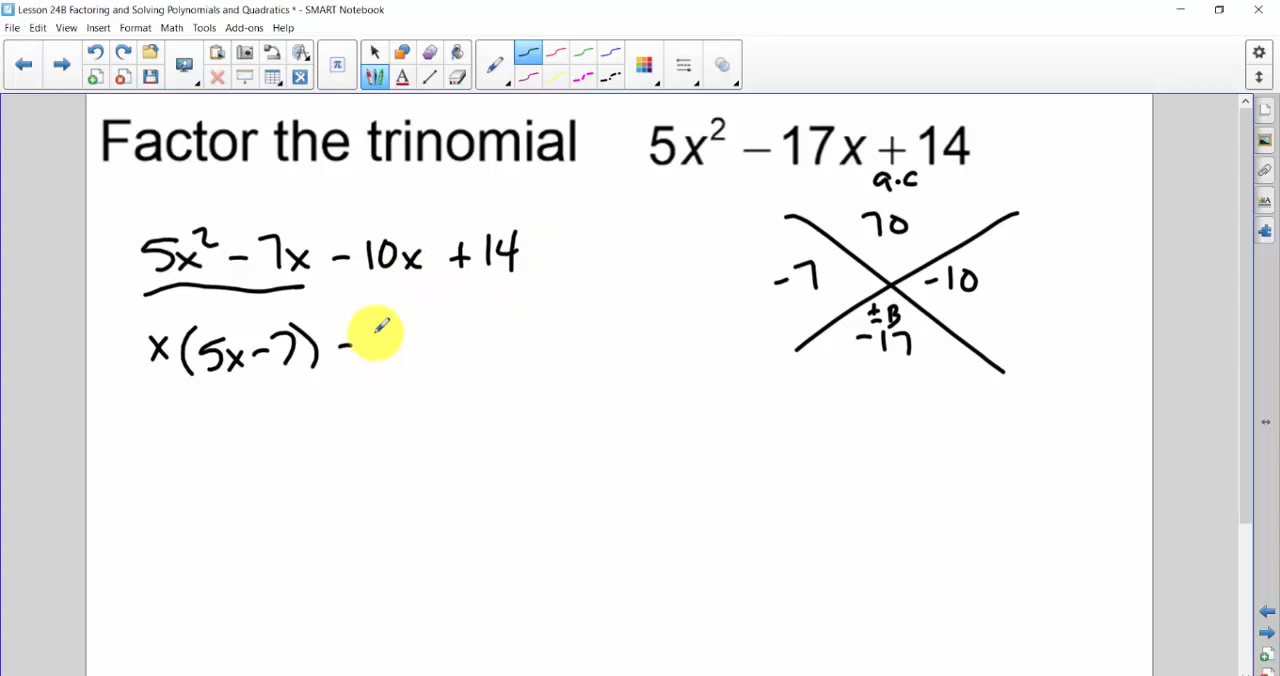 Lesson 24B Factoring and Solving Polynomials and Quadratics * - SMART Notebook
File Edit View Insert Format Math Tools Add-ons Help
π
A
Factor the trinomial 5x² − 17x + 14
a·c
70
5x² - 7x - 10x + 14
-7 -10
± B
-17
x(5x-7) -